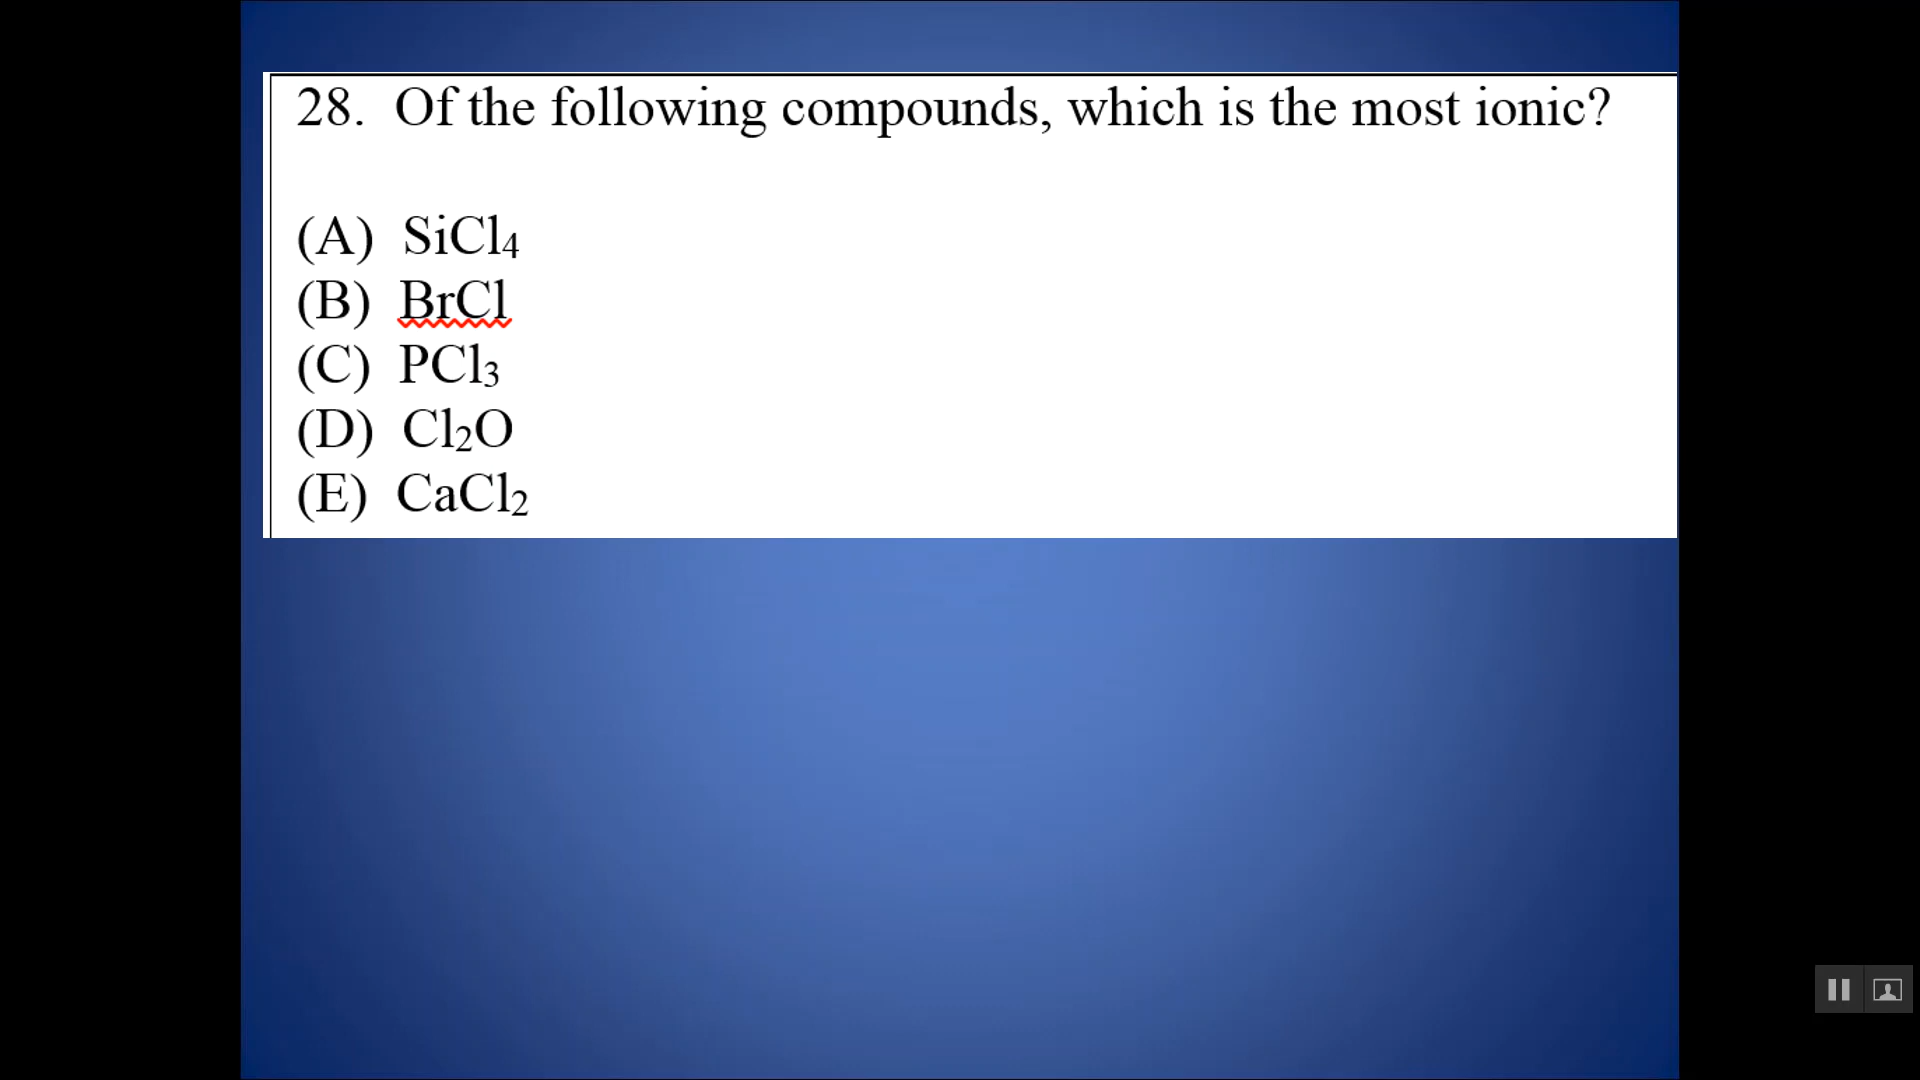 28. Of the following compounds, which is the most ionic?
(A) SiCl₄
(B) BrCl
(C) PCl₃
(D) Cl₂O
(E) CaCl₂